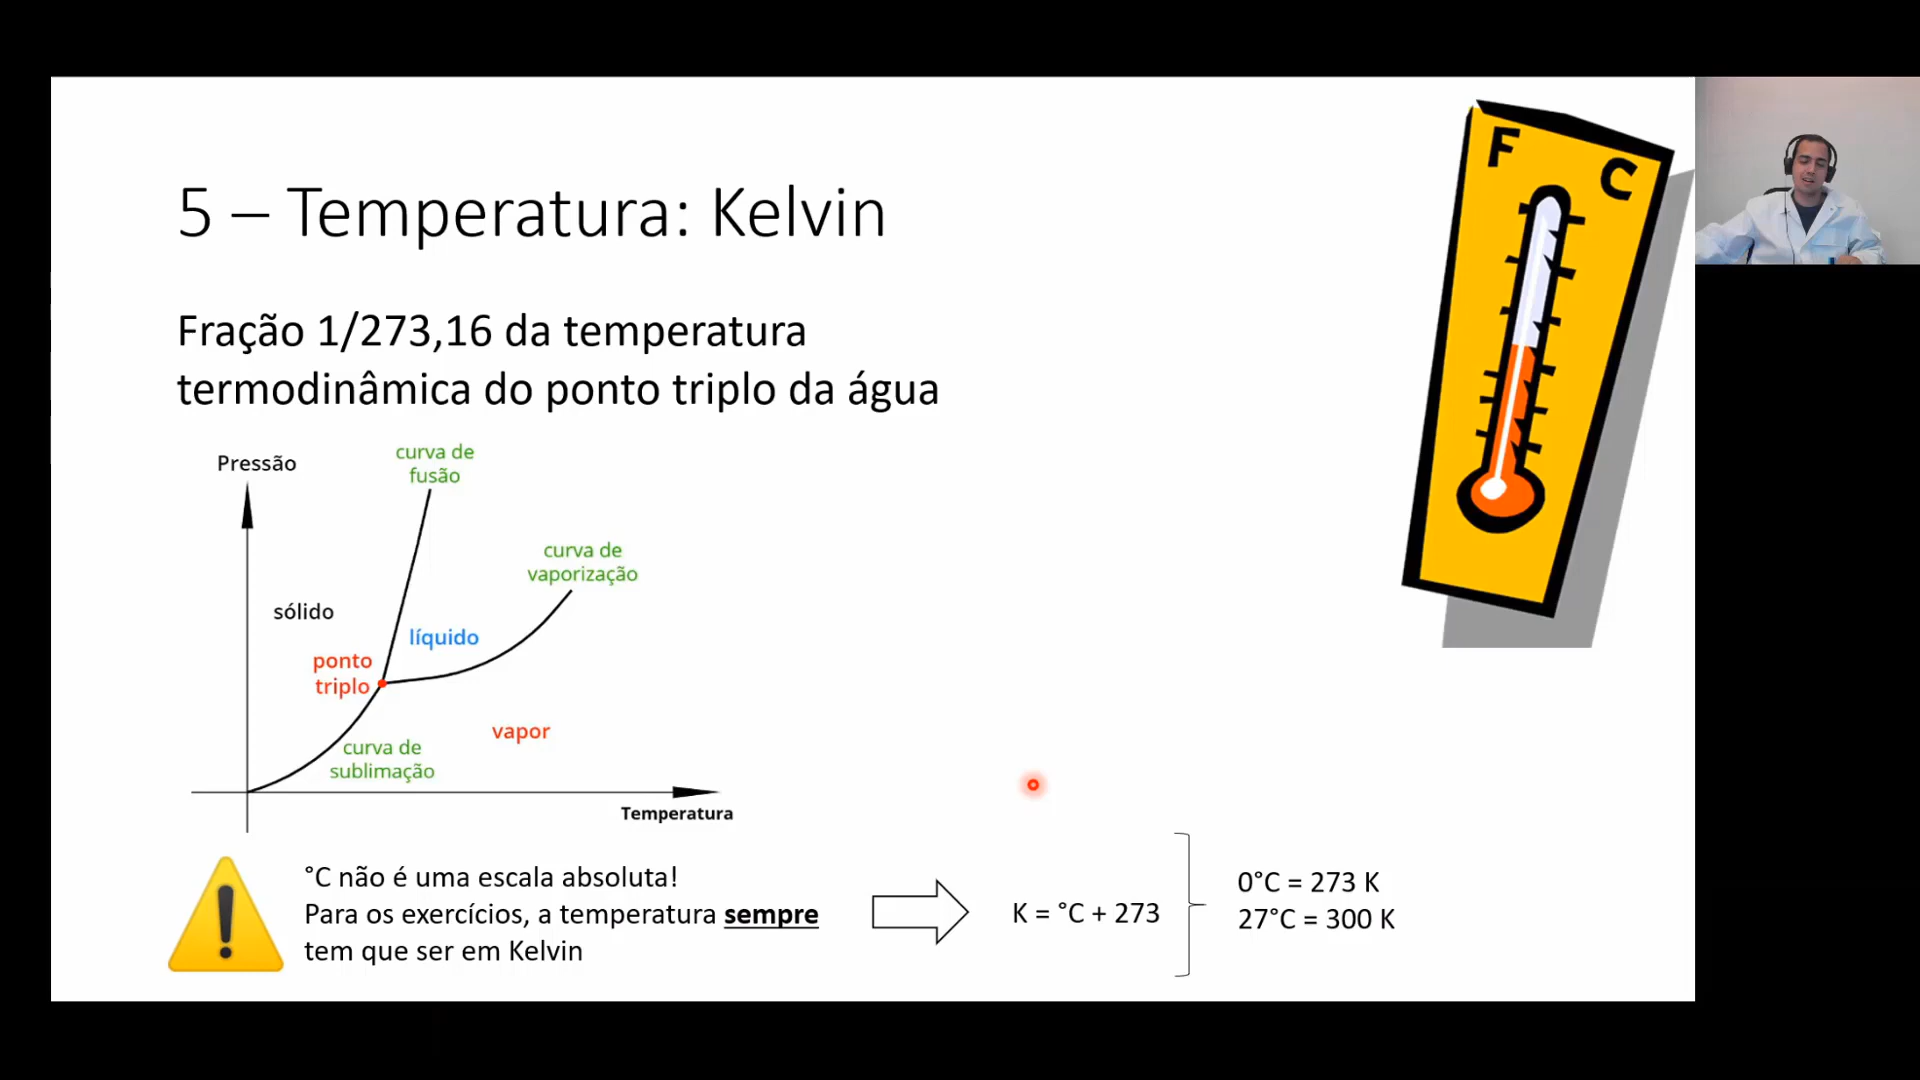 5 – Temperatura: Kelvin
F
C
Fração 1/273,16 da temperatura
termodinâmica do ponto triplo da água
Pressão
curva de
fusão
curva de
vaporização
sólido
líquido
ponto
triplo
vapor
curva de
sublimação
Temperatura
°C não é uma escala absoluta!
Para os exercícios, a temperatura sempre
tem que ser em Kelvin
K = °C + 273
0°C = 273 K
27°C = 300 K